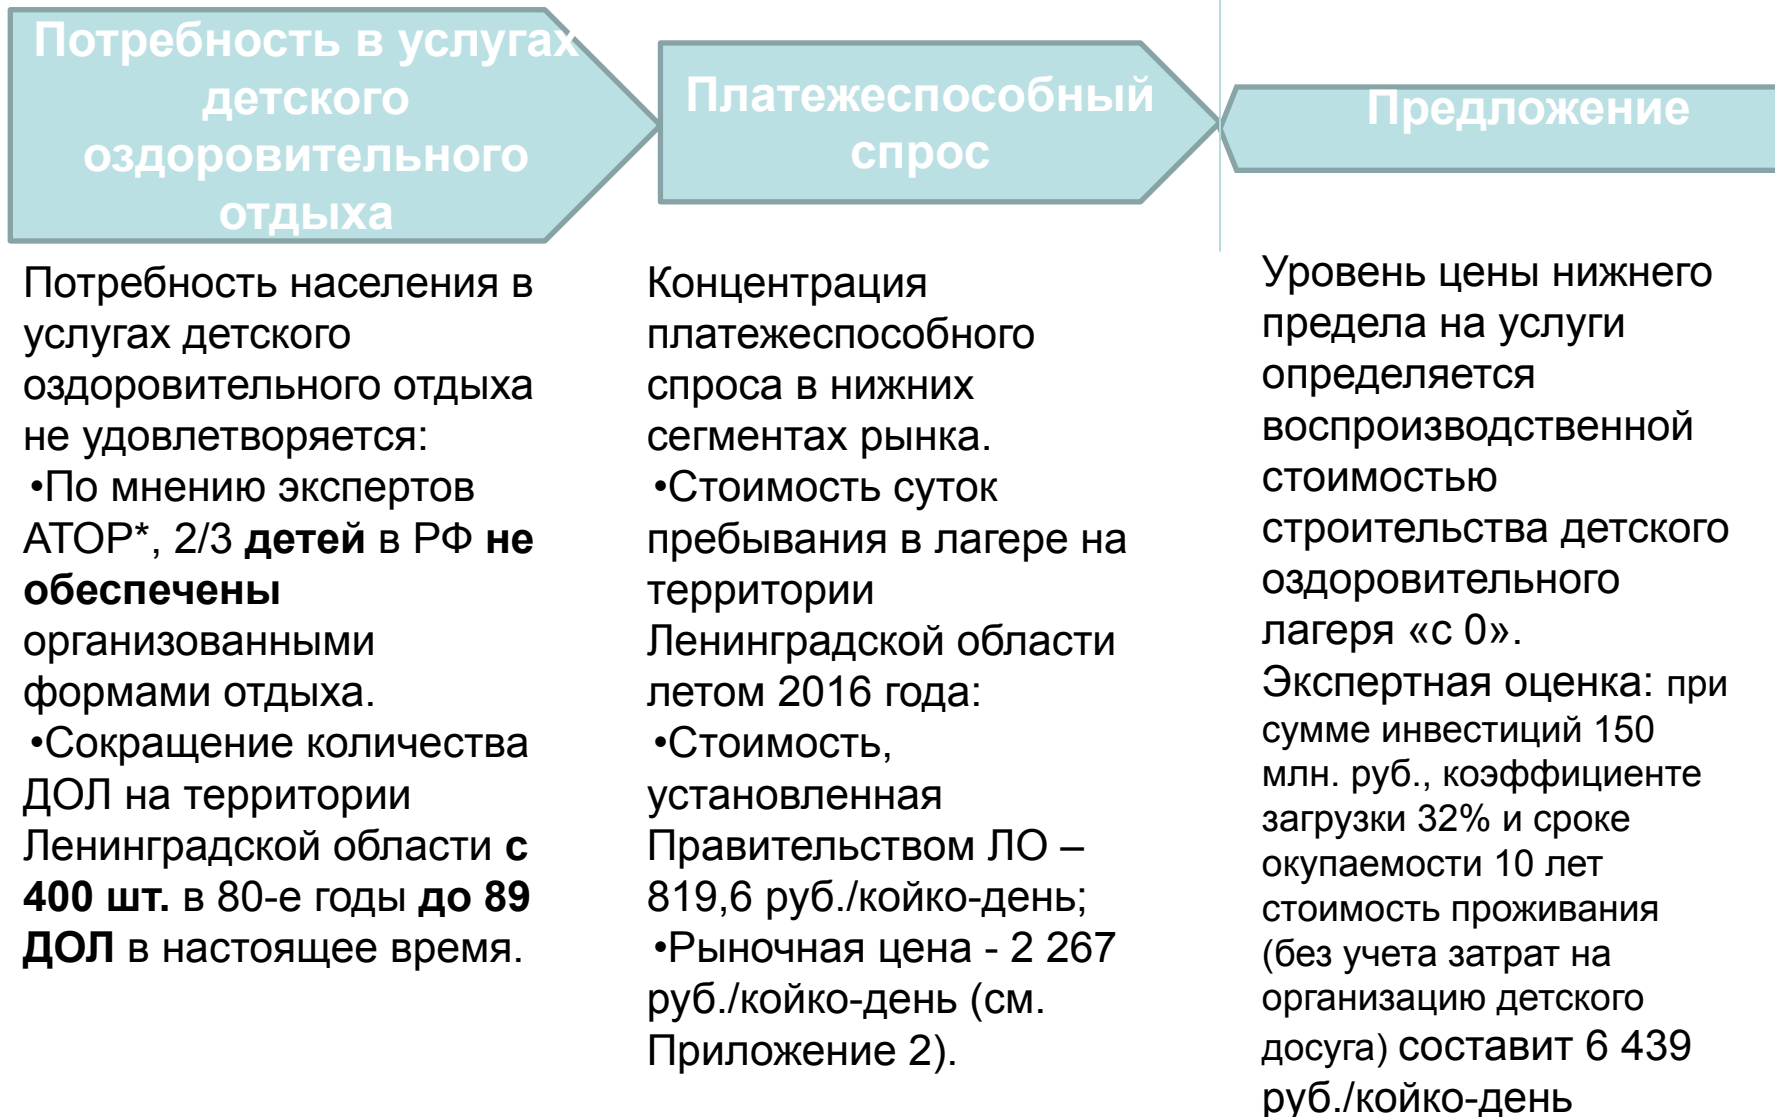 Потребность в услугах
детского
оздоровительного
отдыха
Платежеспособный
спрос
Предложение
Потребность населения в
услугах детского
оздоровительного отдыха
не удовлетворяется:
•По мнению экспертов
АТОР*, 2/3 детей в РФ не
обеспечены
организованными
формами отдыха.
•Сокращение количества
ДОЛ на территории
Ленинградской области с
400 шт. в 80-е годы до 89
ДОЛ в настоящее время.
Концентрация
платежеспособного
спроса в нижних
сегментах рынка.
•Стоимость суток
пребывания в лагере на
территории
Ленинградской области
летом 2016 года:
•Стоимость,
установленная
Правительством ЛО –
819,6 руб./койко-день;
•Рыночная цена - 2 267
руб./койко-день (см.
Приложение 2).
Уровень цены нижнего
предела на услуги
определяется
воспроизводственной
стоимостью
строительства детского
оздоровительного
лагеря «с 0».
Экспертная оценка: при
сумме инвестиций 150
млн. руб., коэффициенте
загрузки 32% и сроке
окупаемости 10 лет
стоимость проживания
(без учета затрат на
организацию детского
досуга) составит 6 439
руб./койко-день